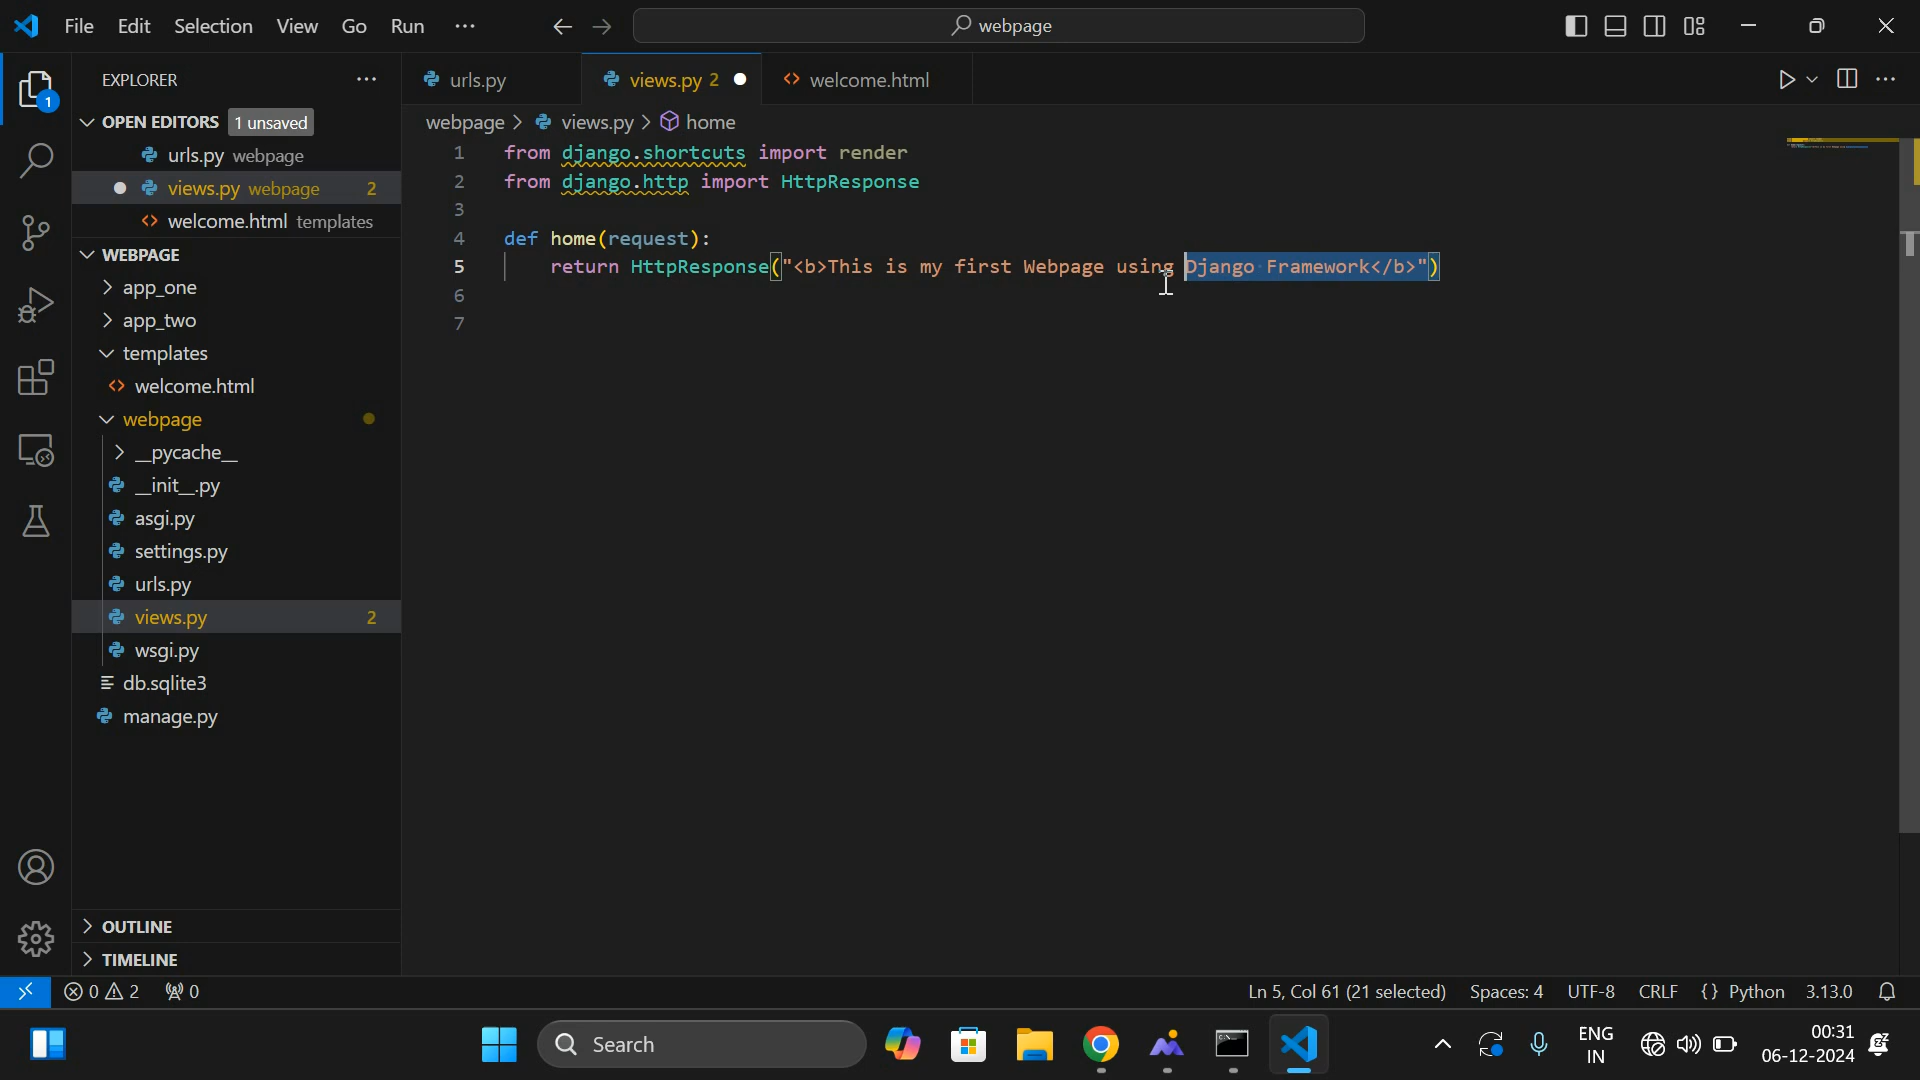 File Edit Selection View Go Run ··· webpage
EXPLORER ···
OPEN EDITORS 1 unsaved
urls.py webpage
views.py webpage 2
welcome.html templates
WEBPAGE
app_one
app_two
templates
welcome.html
webpage
__pycache__
__init__.py
asgi.py
settings.py
urls.py
views.py 2
wsgi.py
db.sqlite3
manage.py
OUTLINE
TIMELINE
urls.py views.py 2 welcome.html
webpage > views.py > home
1 from django.shortcuts import render
2 from django.http import HttpResponse
3
4 def home(request):
5 return HttpResponse("<b>This is my first Webpage using Django Framework</b>")
6
7
0 2 0 Ln 5, Col 61 (21 selected) Spaces: 4 UTF-8 CRLF {} Python 3.13.0
Search
ENG
IN
00:31
06-12-2024
1